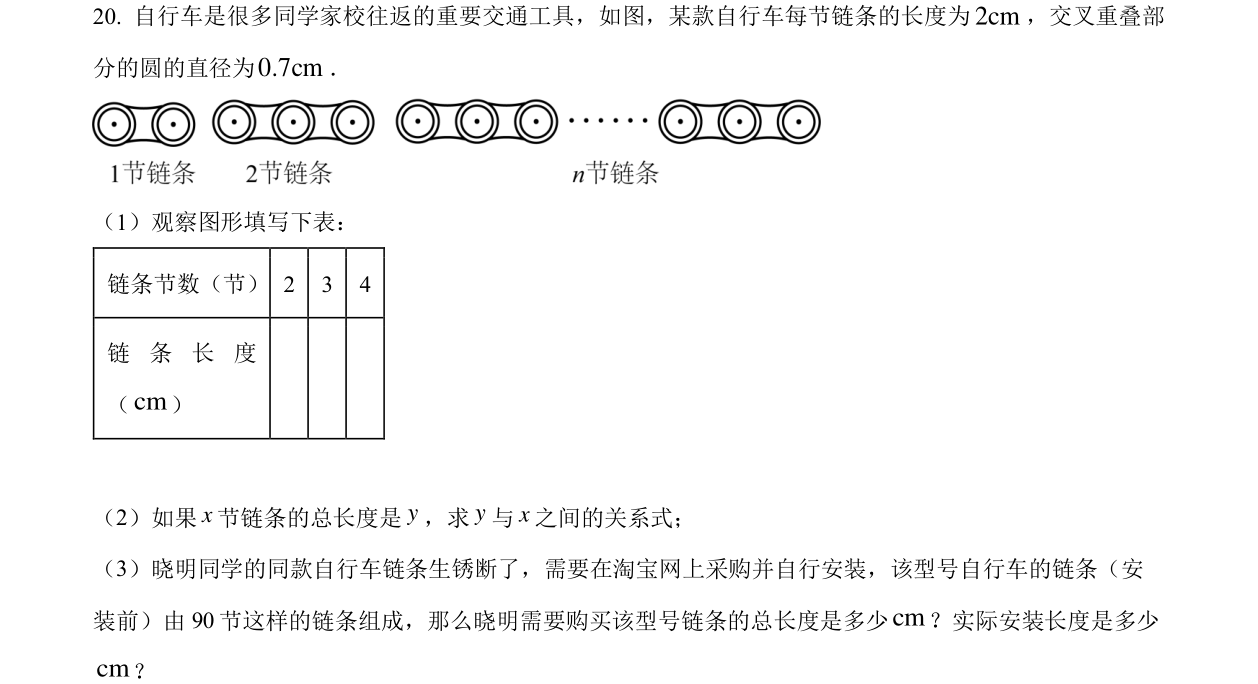 20. 自行车是很多同学家校往返的重要交通工具，如图，某款自行车每节链条的长度为2cm，交叉重叠部
分的圆的直径为0.7cm．
······
1节链条 2节链条 n节链条
（1）观察图形填写下表：
链条节数（节） 2 3 4
链条长度
（cm）
（2）如果x节链条的总长度是y，求y与x之间的关系式；
（3）晓明同学的同款自行车链条生锈断了，需要在淘宝网上采购并自行安装，该型号自行车的链条（安
装前）由 90 节这样的链条组成，那么晓明需要购买该型号链条的总长度是多少cm？实际安装长度是多少
cm？